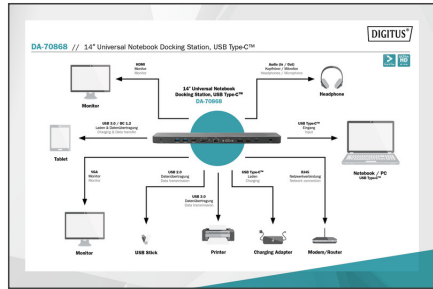 DIGITUS®
DA-70868 // 14" Universal Notebook Docking Station, USB Type-C™
HDMI
Monitor
Monitor
Audio (In / Out)
Kopfhörer / Mikrofon
Headphones / Microphone
14" Universal Notebook
Docking Station, USB Type-C™
DA-70868
Monitor
Headphone
USB 3.0 / BC 1.2
Laden & Datenübertragung
Charging & Data transfer
USB Type-C™
Eingang
Input
Tablet
Notebook / PC
USB Type-C™
VGA
Monitor
Monitor
USB 3.0
Datenübertragung
Data transmission
USB 3.0
Datenübertragung
Data transmission
USB Type-C™
Laden
Charging
RJ45
Netzwerkverbindung
Network connection
Monitor
USB Stick
Printer
Charging Adapter
Modem/Router